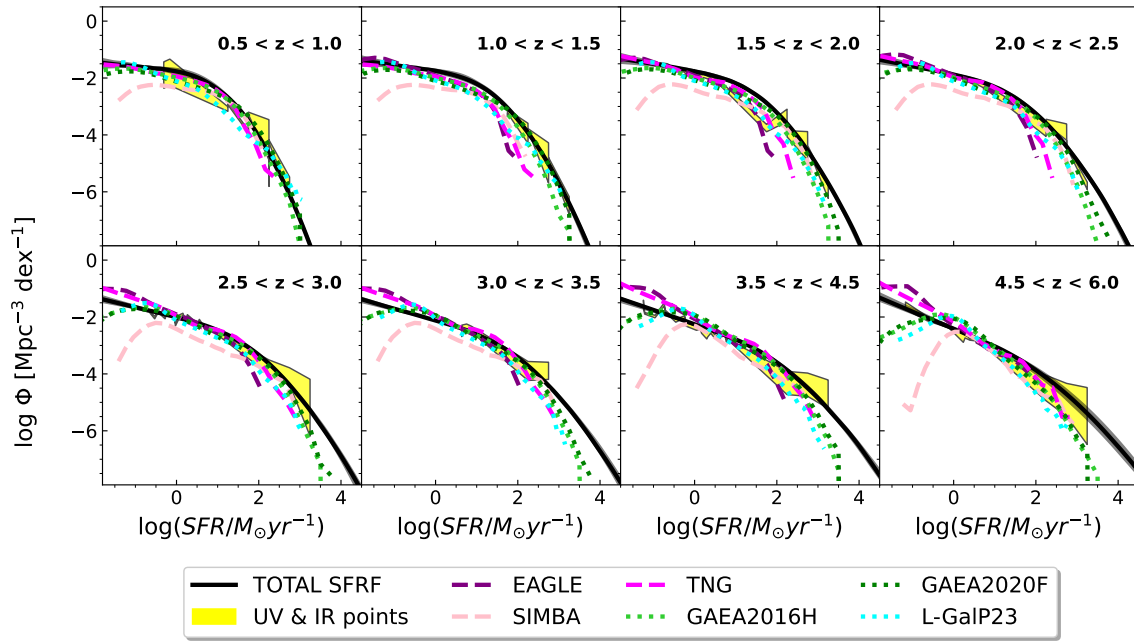 0.5 < z < 1.0
1.0 < z < 1.5
1.5 < z < 2.0
2.0 < z < 2.5
0
−2
−4
−6
2.5 < z < 3.0
3.0 < z < 3.5
3.5 < z < 4.5
4.5 < z < 6.0
0
−2
−4
−6
log Φ [Mpc⁻³ dex⁻¹]
0 2 4
0 2 4
0 2 4
0 2 4
log(SFR/M⊙yr⁻¹)
log(SFR/M⊙yr⁻¹)
log(SFR/M⊙yr⁻¹)
log(SFR/M⊙yr⁻¹)
TOTAL SFRF
EAGLE
TNG
GAEA2020F
UV & IR points
SIMBA
GAEA2016H
L-GalP23